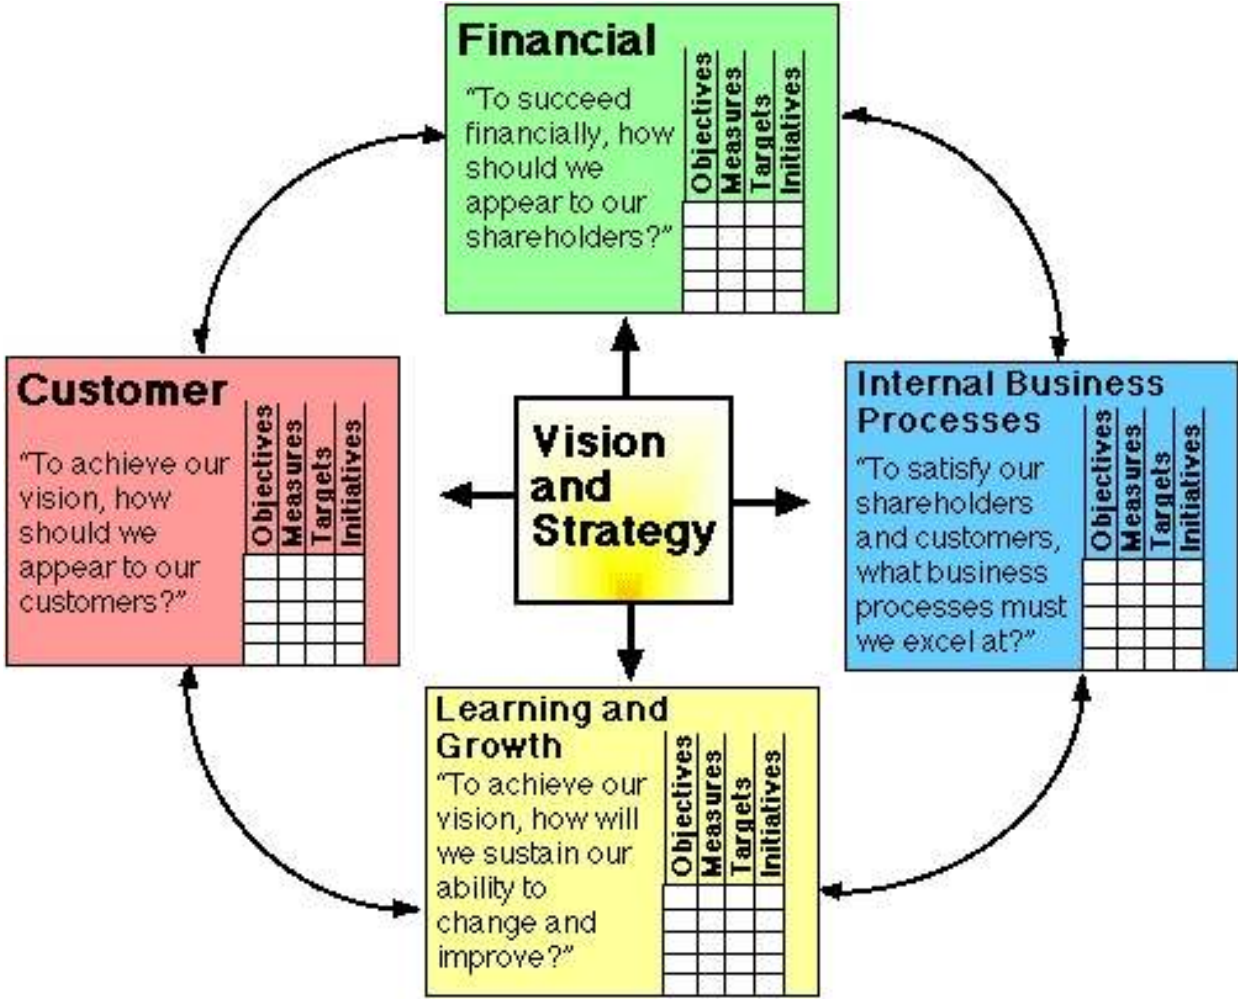 Financial
“To succeed
financially, how
should we
appear to our
shareholders?”
Objectives
Measures
Targets
Initiatives
Customer
“To achieve our
vision, how
should we
appear to our
customers?”
Objectives
Measures
Targets
Initiatives
Vision
and
Strategy
Internal Business
Processes
“To satisfy our
shareholders
and customers,
what business
processes must
we excel at?”
Objectives
Measures
Targets
Initiatives
Learning and
Growth
“To achieve our
vision, how will
we sustain our
ability to
change and
improve?”
Objectives
Measures
Targets
Initiatives